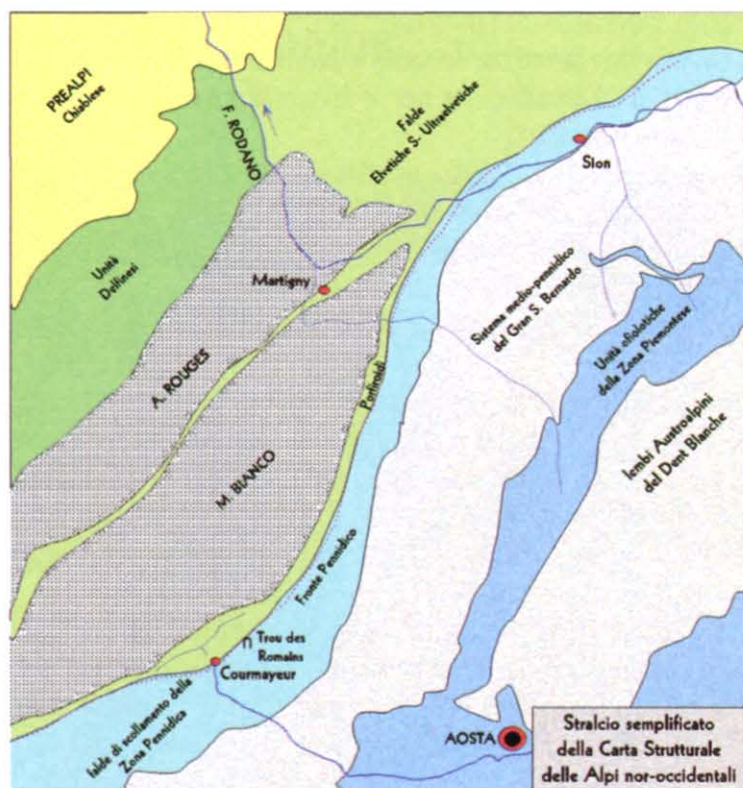 PREALPI
Chiablese
F. RODANO
Falde
Elvetiche S- Ultraelvetiche
Sion
Unità
Delfinesi
Martigny
Sistema medio-pennidico
del Gran S. Bernardo
Unità ofiolitiche
della Zona Piemontese
A. ROUGES
Porfiroidi
lembi Austroalpini
del Dent Blanche
M. BIANCO
Fronte Pennidico
Trou des
Romains
Courmayeur
falde di scollamento della
Zona Pennidica
AOSTA
Stralcio semplificato
della Carta Strutturale
delle Alpi nor-occidentali